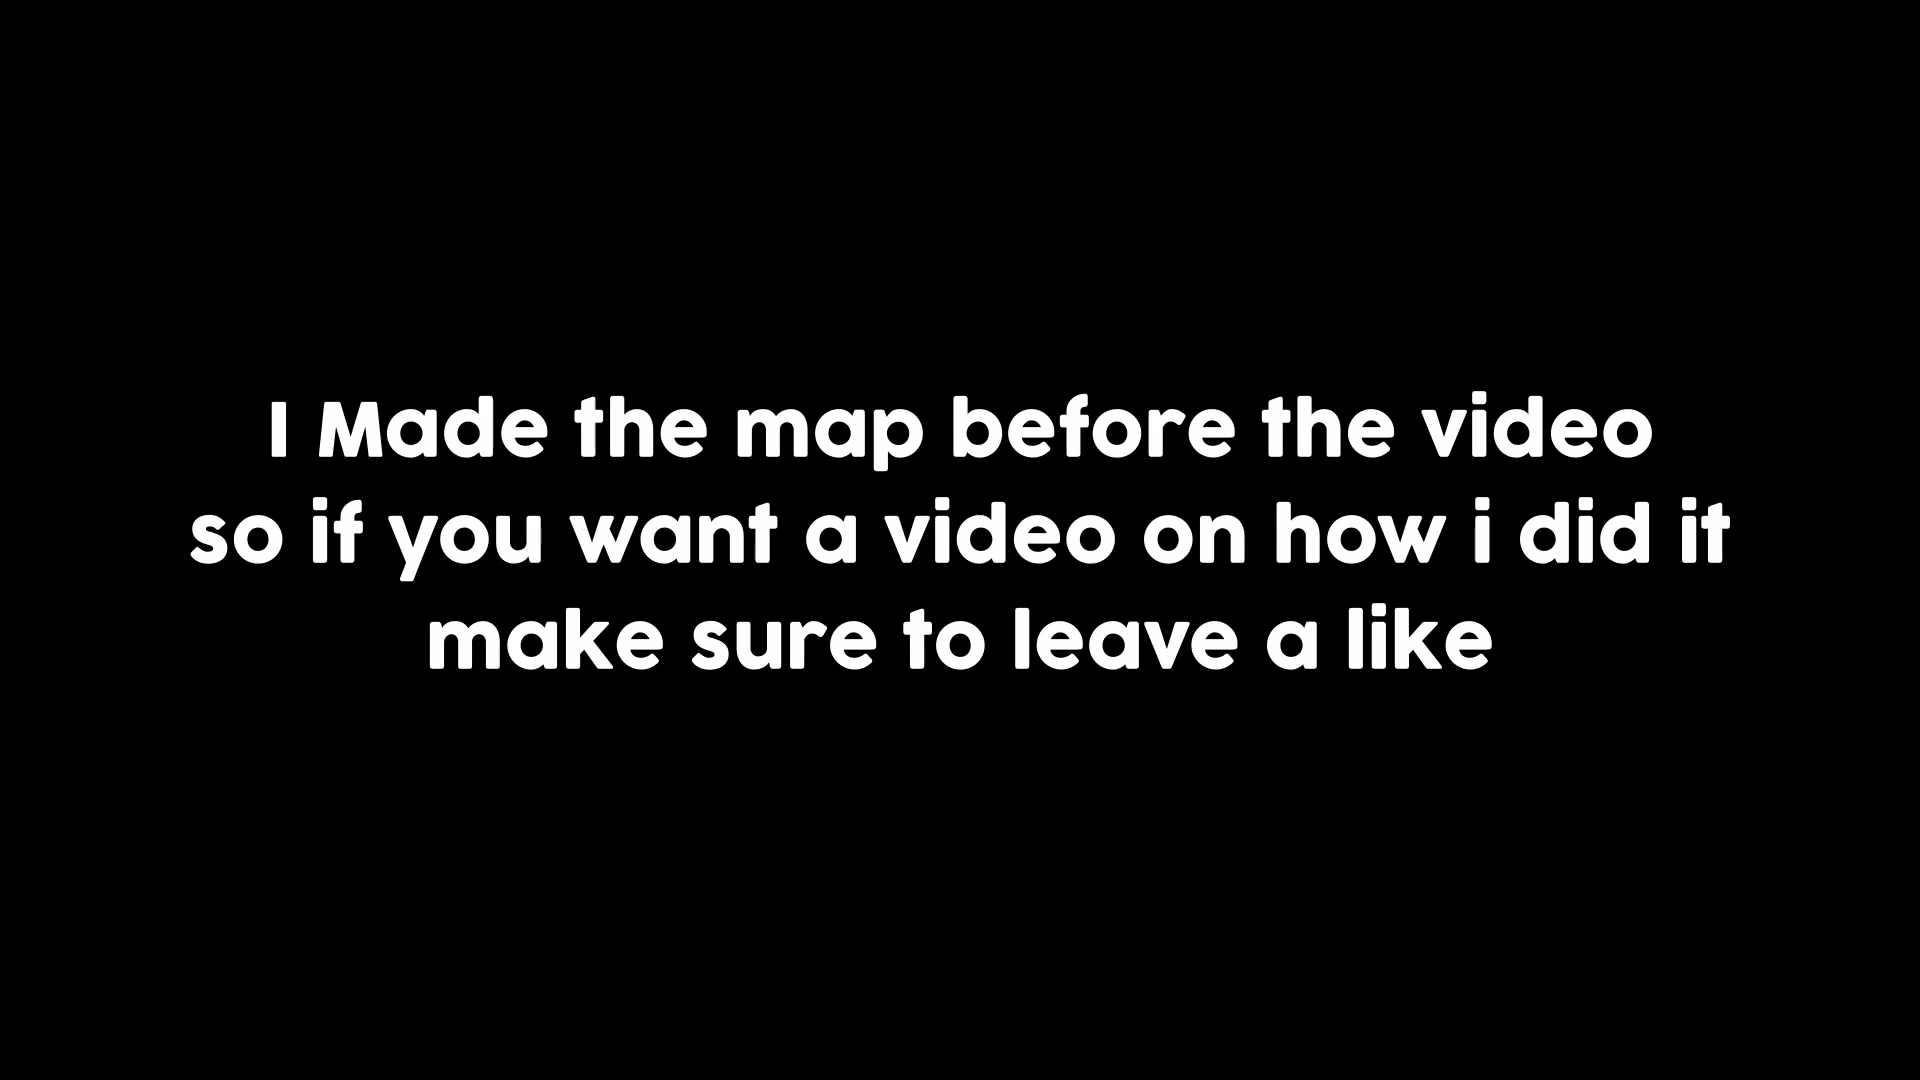 I Made the map before the video
so if you want a video on how i did it
make sure to leave a like